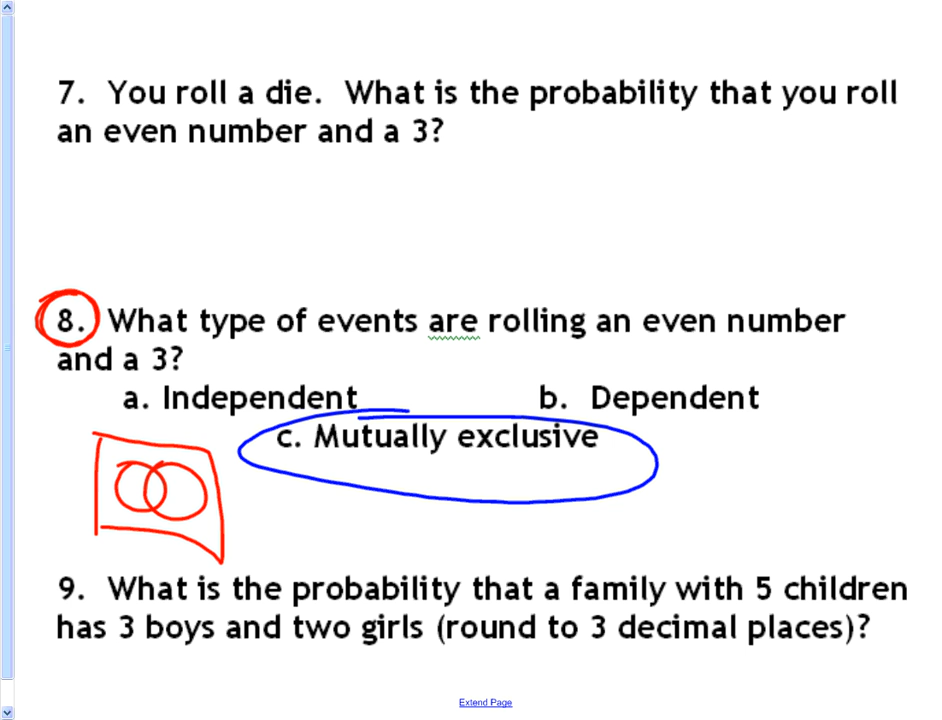 7. You roll a die. What is the probability that you roll
an even number and a 3?
8. What type of events are rolling an even number
and a 3?
a. Independent b. Dependent
c. Mutually exclusive
9. What is the probability that a family with 5 children
has 3 boys and two girls (round to 3 decimal places)?
Extend Page